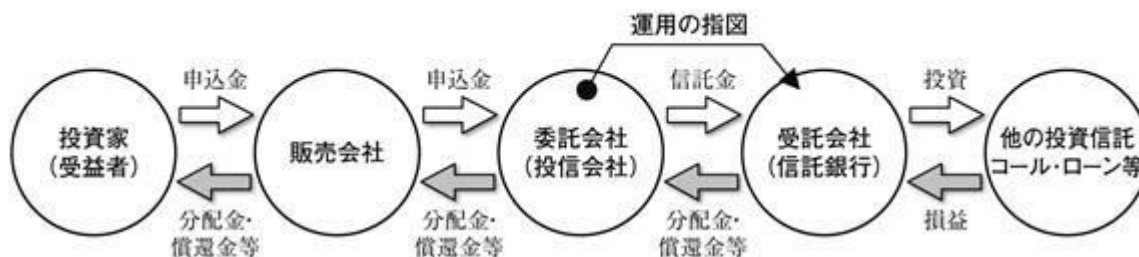 運用の指図
申込金
申込金
信託金
投資
投資家
(受益者)
販売会社
委託会社
(投信会社)
受託会社
(信託銀行)
他の投資信託
コール・ローン等
分配金・
償還金等
分配金・
償還金等
分配金・
償還金等
損益